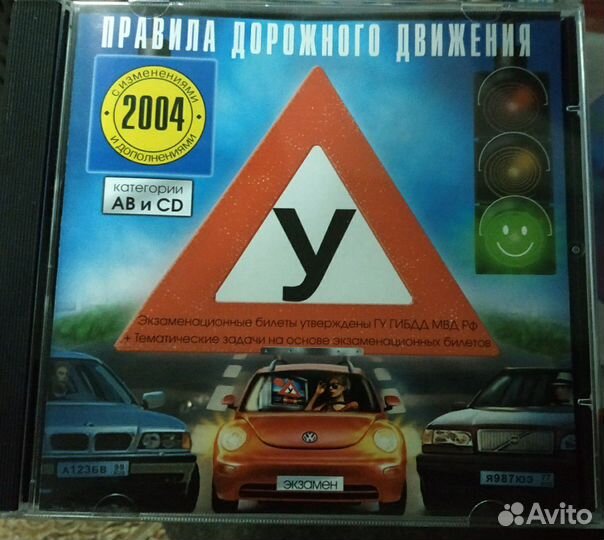 ПРАВИЛА ДОРОЖНОГО ДВИЖЕНИЯ
С ИЗМЕНЕНИЯМИ
2004
И ДОПОЛНЕНИЯМИ
категории
АВ и CD
У
Экзаменационные билеты утверждены ГУ ГИБДД МВД РФ
+ Тематические задачи на основе экзаменационных билетов
У
А123БВ 99
экзамен
Я987ЮЭ 77
Avito